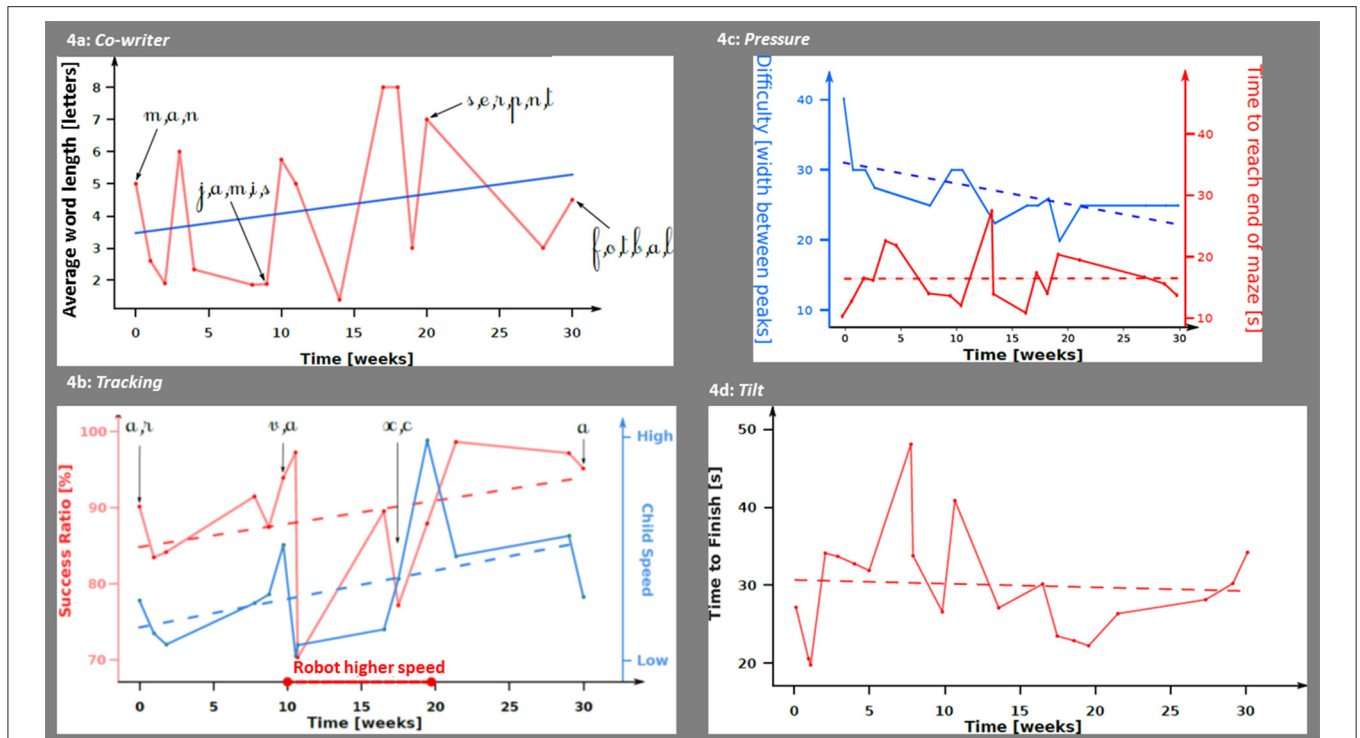 4a: Co-writer
Average word length [letters]
8
7
6
5
4
3
2
m,a,n
j,a,m,i,s
s,e,r,p,n,t
f,o,t,b,a,l
0 5 10 15 20 25 30
Time [weeks]
4c: Pressure
Difficulty [width between peaks]
40
30
20
10
Time to reach end of maze [s]
40
30
20
10
0 5 10 15 20 25 30
Time [weeks]
4b: Tracking
Success Ratio [%]
100
90
80
70
a,r
v,a
x,c
a
High
Child Speed
Low
Robot higher speed
0 5 10 15 20 25 30
Time [weeks]
4d: Tilt
Time to Finish [s]
50
40
30
20
0 5 10 15 20 25 30
Time [weeks]